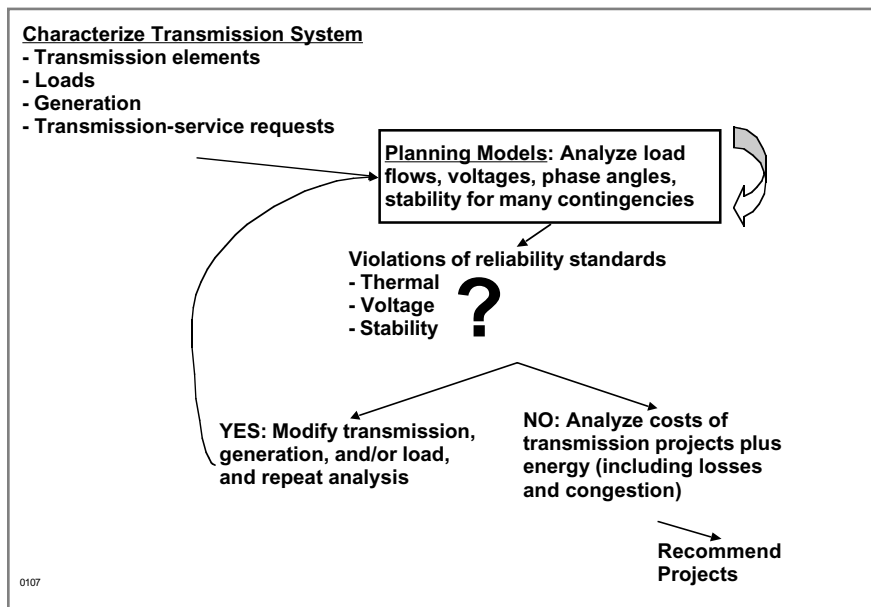 Characterize Transmission System
- Transmission elements
- Loads
- Generation
- Transmission-service requests
Planning Models: Analyze load
flows, voltages, phase angles,
stability for many contingencies
Violations of reliability standards
- Thermal
- Voltage
- Stability
?
YES: Modify transmission,
generation, and/or load,
and repeat analysis
NO: Analyze costs of
transmission projects plus
energy (including losses
and congestion)
Recommend
Projects
0107